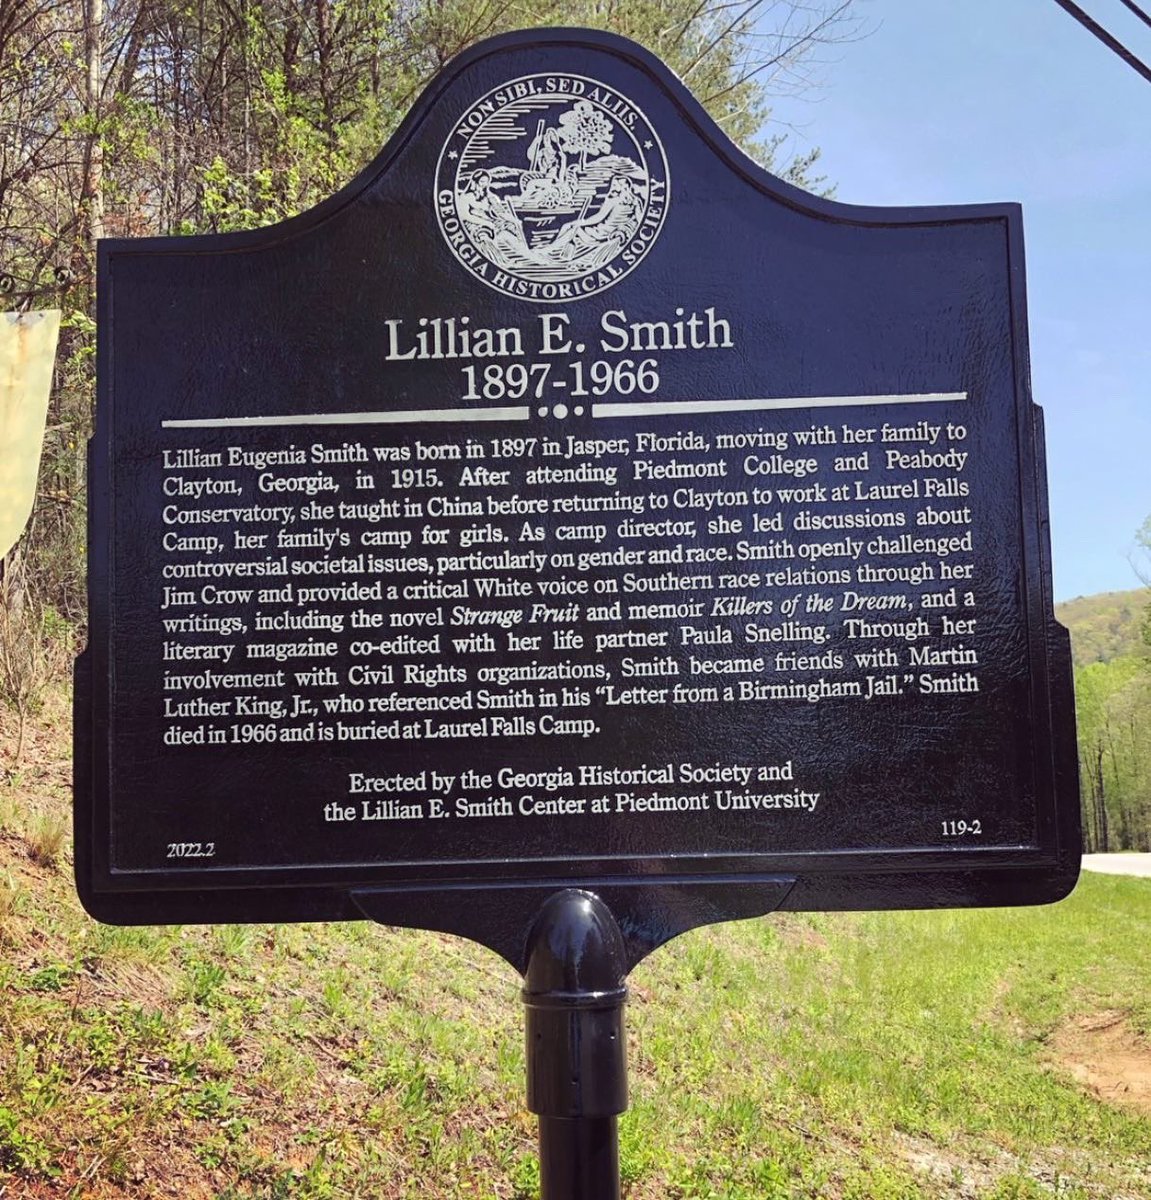 NON SIBI, SED ALIIS.
GEORGIA HISTORICAL SOCIETY
Lillian E. Smith
1897-1966
Lillian Eugenia Smith was born in 1897 in Jasper, Florida, moving with her family to
Clayton, Georgia, in 1915. After attending Piedmont College and Peabody
Conservatory, she taught in China before returning to Clayton to work at Laurel Falls
Camp, her family's camp for girls. As camp director, she led discussions about
controversial societal issues, particularly on gender and race. Smith openly challenged
Jim Crow and provided a critical White voice on Southern race relations through her
writings, including the novel Strange Fruit and memoir Killers of the Dream, and a
literary magazine co-edited with her life partner Paula Snelling. Through her
involvement with Civil Rights organizations, Smith became friends with Martin
Luther King, Jr., who referenced Smith in his “Letter from a Birmingham Jail.” Smith
died in 1966 and is buried at Laurel Falls Camp.
Erected by the Georgia Historical Society and
the Lillian E. Smith Center at Piedmont University
2022.2
119-2